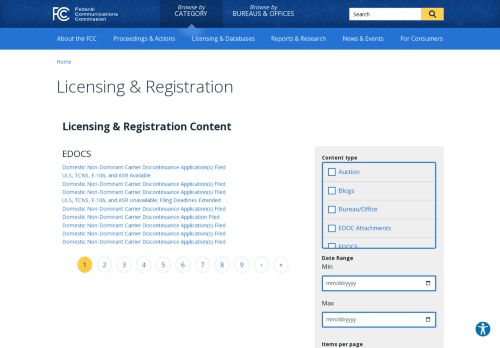 FCC
Federal
Communications
Commission
Browse by
CATEGORY
Browse by
BUREAUS & OFFICES
Search
About the FCC
Proceedings & Actions
Licensing & Databases
Reports & Research
News & Events
For Consumers
Home
Licensing & Registration
Licensing & Registration Content
EDOCS
Domestic Non-Dominant Carrier Discontinuance Application(s) Filed
ULS, TCNS, E-106, and ASR Available
Domestic Non-Dominant Carrier Discontinuance Application(s) Filed
Domestic Non-Dominant Carrier Discontinuance Application(s) Filed
ULS, TCNS, E-106, and ASR Unavailable; Filing Deadlines Extended
Domestic Non-Dominant Carrier Discontinuance Application(s) Filed
Domestic Non-Dominant Carrier Discontinuance Application Filed
Domestic Non-Dominant Carrier Discontinuance Application(s) Filed
Domestic Non-Dominant Carrier Discontinuance Application(s) Filed
Domestic Non-Dominant Carrier Discontinuance Application(s) Filed
1 2 3 4 5 6 7 8 9 › »
Content type
Auction
Blogs
Bureau/Office
EDOC Attachments
EDOCS
Date Range
Min
mm/dd/yyyy
Max
mm/dd/yyyy
Items per page